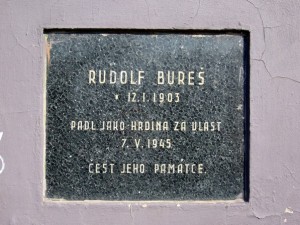 RUDOLF BUREŠ
* 12.1.1903
PADL JAKO HRDINA ZA VLAST
7. V. 1945
ČEST JEHO PAMÁTCE.